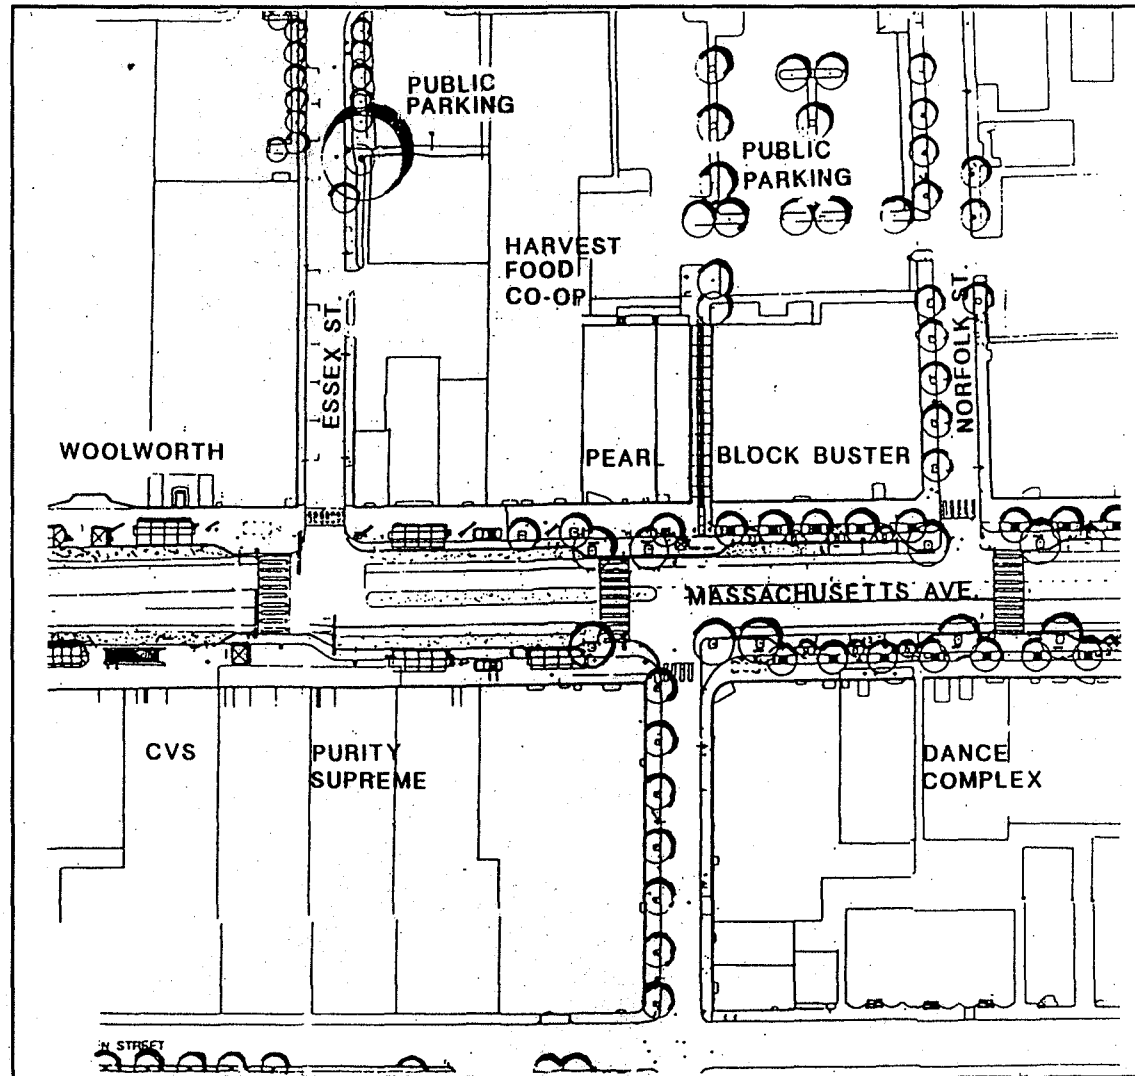 PUBLIC
PARKING
PUBLIC
PARKING
HARVEST
FOOD
CO-OP
ESSEX ST.
NORFOLK ST.
WOOLWORTH
PEARL
BLOCK BUSTER
MASSACHUSETTS AVE.
CVS
PURITY
SUPREME
DANCE
COMPLEX
N STREET